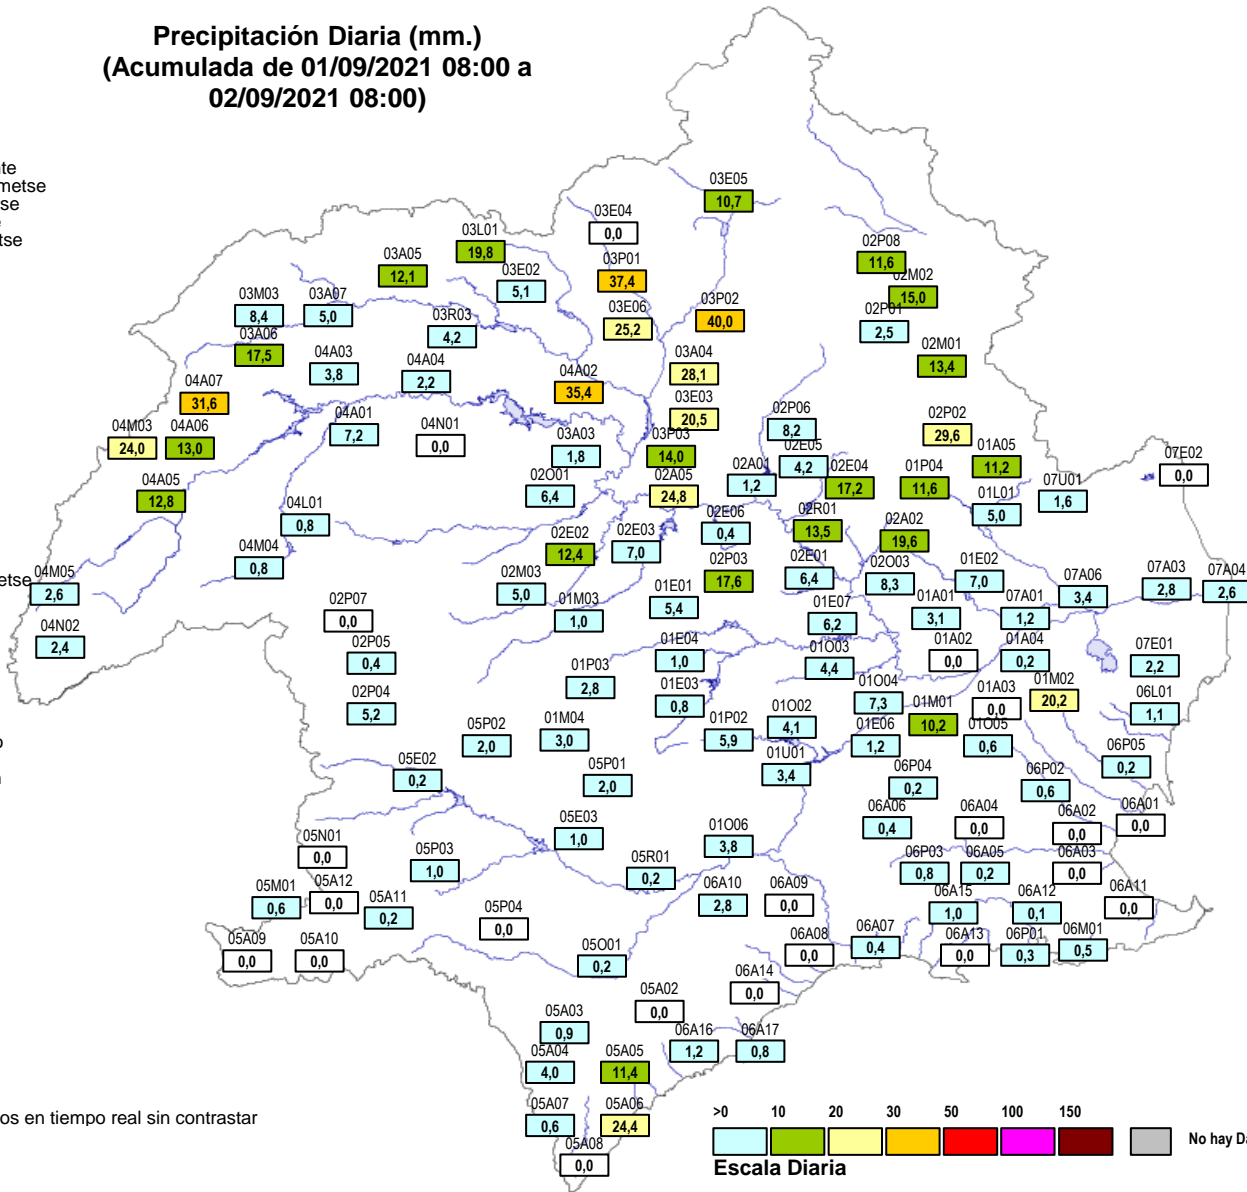 Precipitación Diaria (mm.)
(Acumulada de 01/09/2021 08:00 a
02/09/2021 08:00)
te
metse
se
tse
etse
os en tiempo real sin contrastar
03E05
10,7
03E04
0,0
03L01
19,8
03A05
12,1
03P01
37,4
03E02
5,1
02P08
11,6
02M02
15,0
03M03
8,4
03A07
5,0
03R03
4,2
03E06
25,2
03P02
40,0
02P01
2,5
03A06
17,5
04A03
3,8
04A04
2,2
04A02
35,4
03A04
28,1
02M01
13,4
04A07
31,6
03E03
20,5
04M03
24,0
04A06
13,0
04A01
7,2
04N01
0,0
03A03
1,8
03P03
14,0
02P06
8,2
02P02
29,6
02E05
4,2
01A05
11,2
07E02
0,0
04A05
12,8
02O01
6,4
02A05
24,8
02A01
1,2
02E04
17,2
01P04
11,6
01L01
5,0
07U01
1,6
04L01
0,8
02E06
0,4
02R01
13,5
02A02
19,6
04M04
0,8
02E02
12,4
02E03
7,0
02P03
17,6
02E01
6,4
02O03
8,3
01E02
7,0
04M05
2,6
02M03
5,0
01M03
1,0
01E01
5,4
07A06
3,4
07A03
2,8
07A04
2,6
04N02
2,4
02P07
0,0
01E07
6,2
01A01
3,1
07A01
1,2
02P05
0,4
01E04
1,0
01O03
4,4
01A02
0,0
01A04
0,2
07E01
2,2
02P04
5,2
01P03
2,8
01E03
0,8
01O04
7,3
01A03
0,0
01M02
20,2
06L01
1,1
05P02
2,0
01M04
3,0
01P02
5,9
01O02
4,1
01E06
1,2
01M01
10,2
01O05
0,6
05E02
0,2
05P01
2,0
01U01
3,4
06P04
0,2
06P02
0,6
06P05
0,2
05E03
1,0
01O06
3,8
06A06
0,4
06A04
0,0
06A02
0,0
06A01
0,0
05N01
0,0
05P03
1,0
05R01
0,2
06P03
0,8
06A05
0,2
06A03
0,0
05M01
0,6
05A12
0,0
05A11
0,2
05P04
0,0
06A10
2,8
06A09
0,0
06A15
1,0
06A12
0,1
06A11
0,0
05A09
0,0
05A10
0,0
05O01
0,2
06A08
0,0
06A07
0,4
06A13
0,0
06P01
0,3
06M01
0,5
05A02
0,0
06A14
0,0
05A03
0,9
05A04
4,0
05A05
11,4
06A16
1,2
06A17
0,8
05A07
0,6
05A06
24,4
05A08
0,0
>0 10 20 30 50 100 150
No hay Da
Escala Diaria